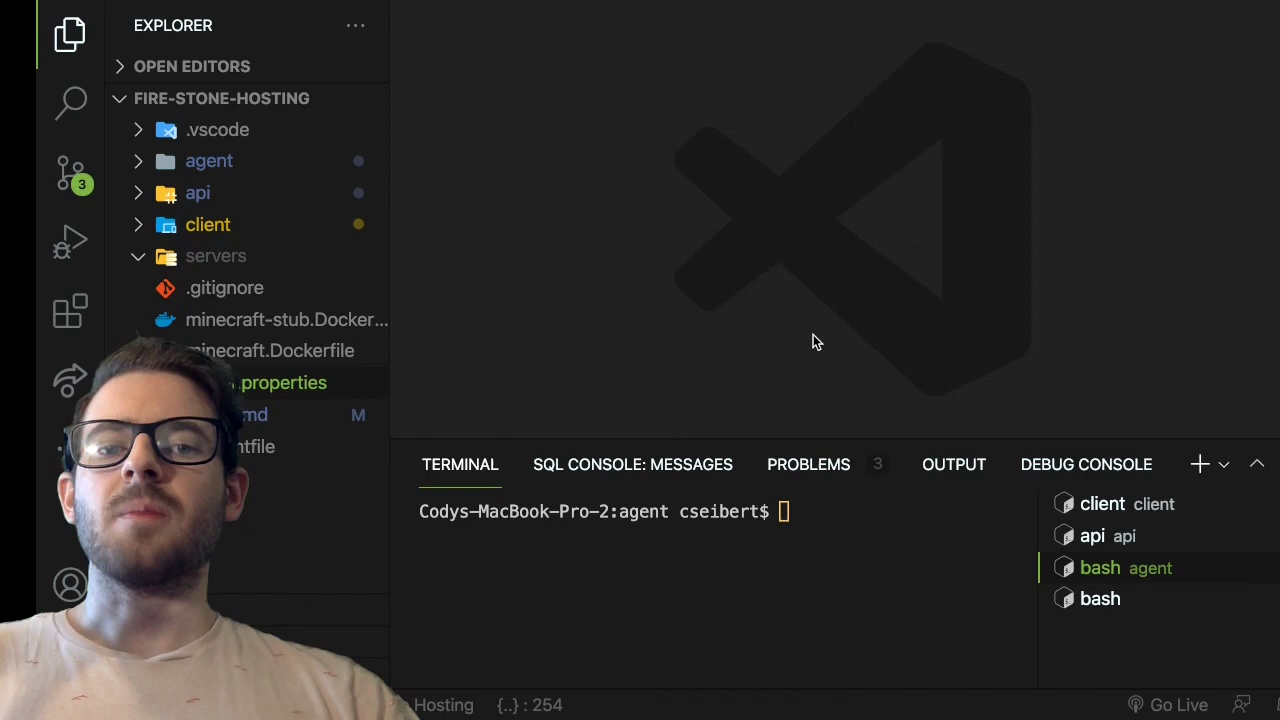 EXPLORER
OPEN EDITORS
FIRE-STONE-HOSTING
.vscode
agent
api
client
servers
.gitignore
minecraft-stub.Docker...
minecraft.Dockerfile
.properties
md M
ntfile
3
TERMINAL SQL CONSOLE: MESSAGES PROBLEMS 3 OUTPUT DEBUG CONSOLE
Codys-MacBook-Pro-2:agent cseibert$
client client
api api
bash agent
bash
Hosting {..} : 254
Go Live